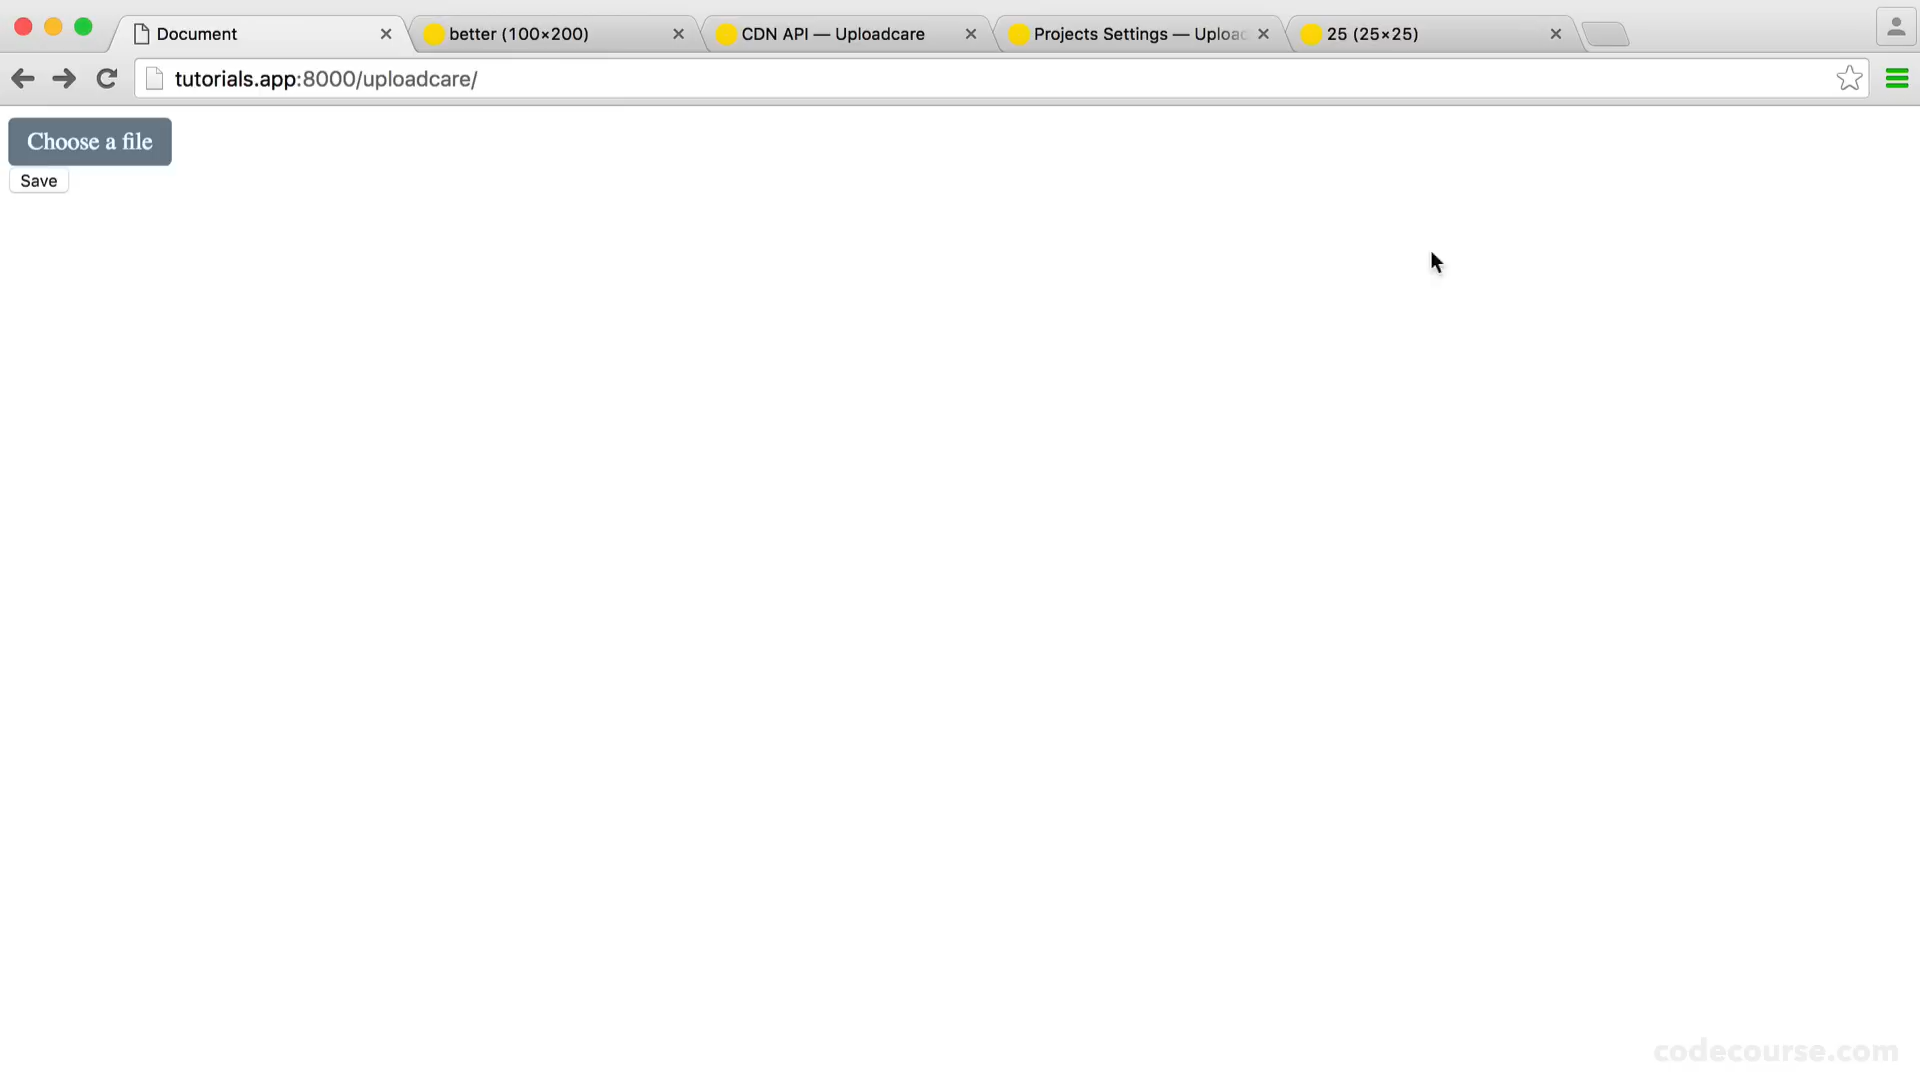 Document
better (100×200)
CDN API — Uploadcare
Projects Settings — Uploadc
25 (25×25)
tutorials.app:8000/uploadcare/
Choose a file
Save
codecourse.com